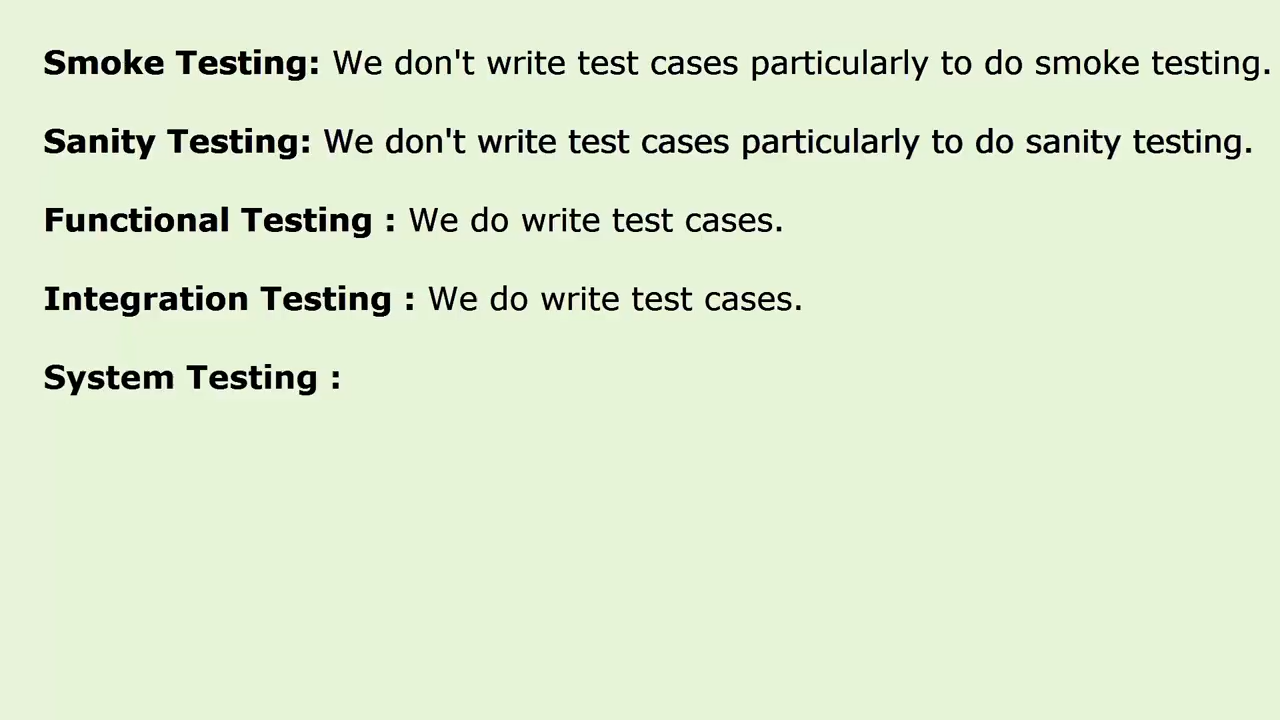 Smoke Testing: We don't write test cases particularly to do smoke testing.
Sanity Testing: We don't write test cases particularly to do sanity testing.
Functional Testing : We do write test cases.
Integration Testing : We do write test cases.
System Testing :